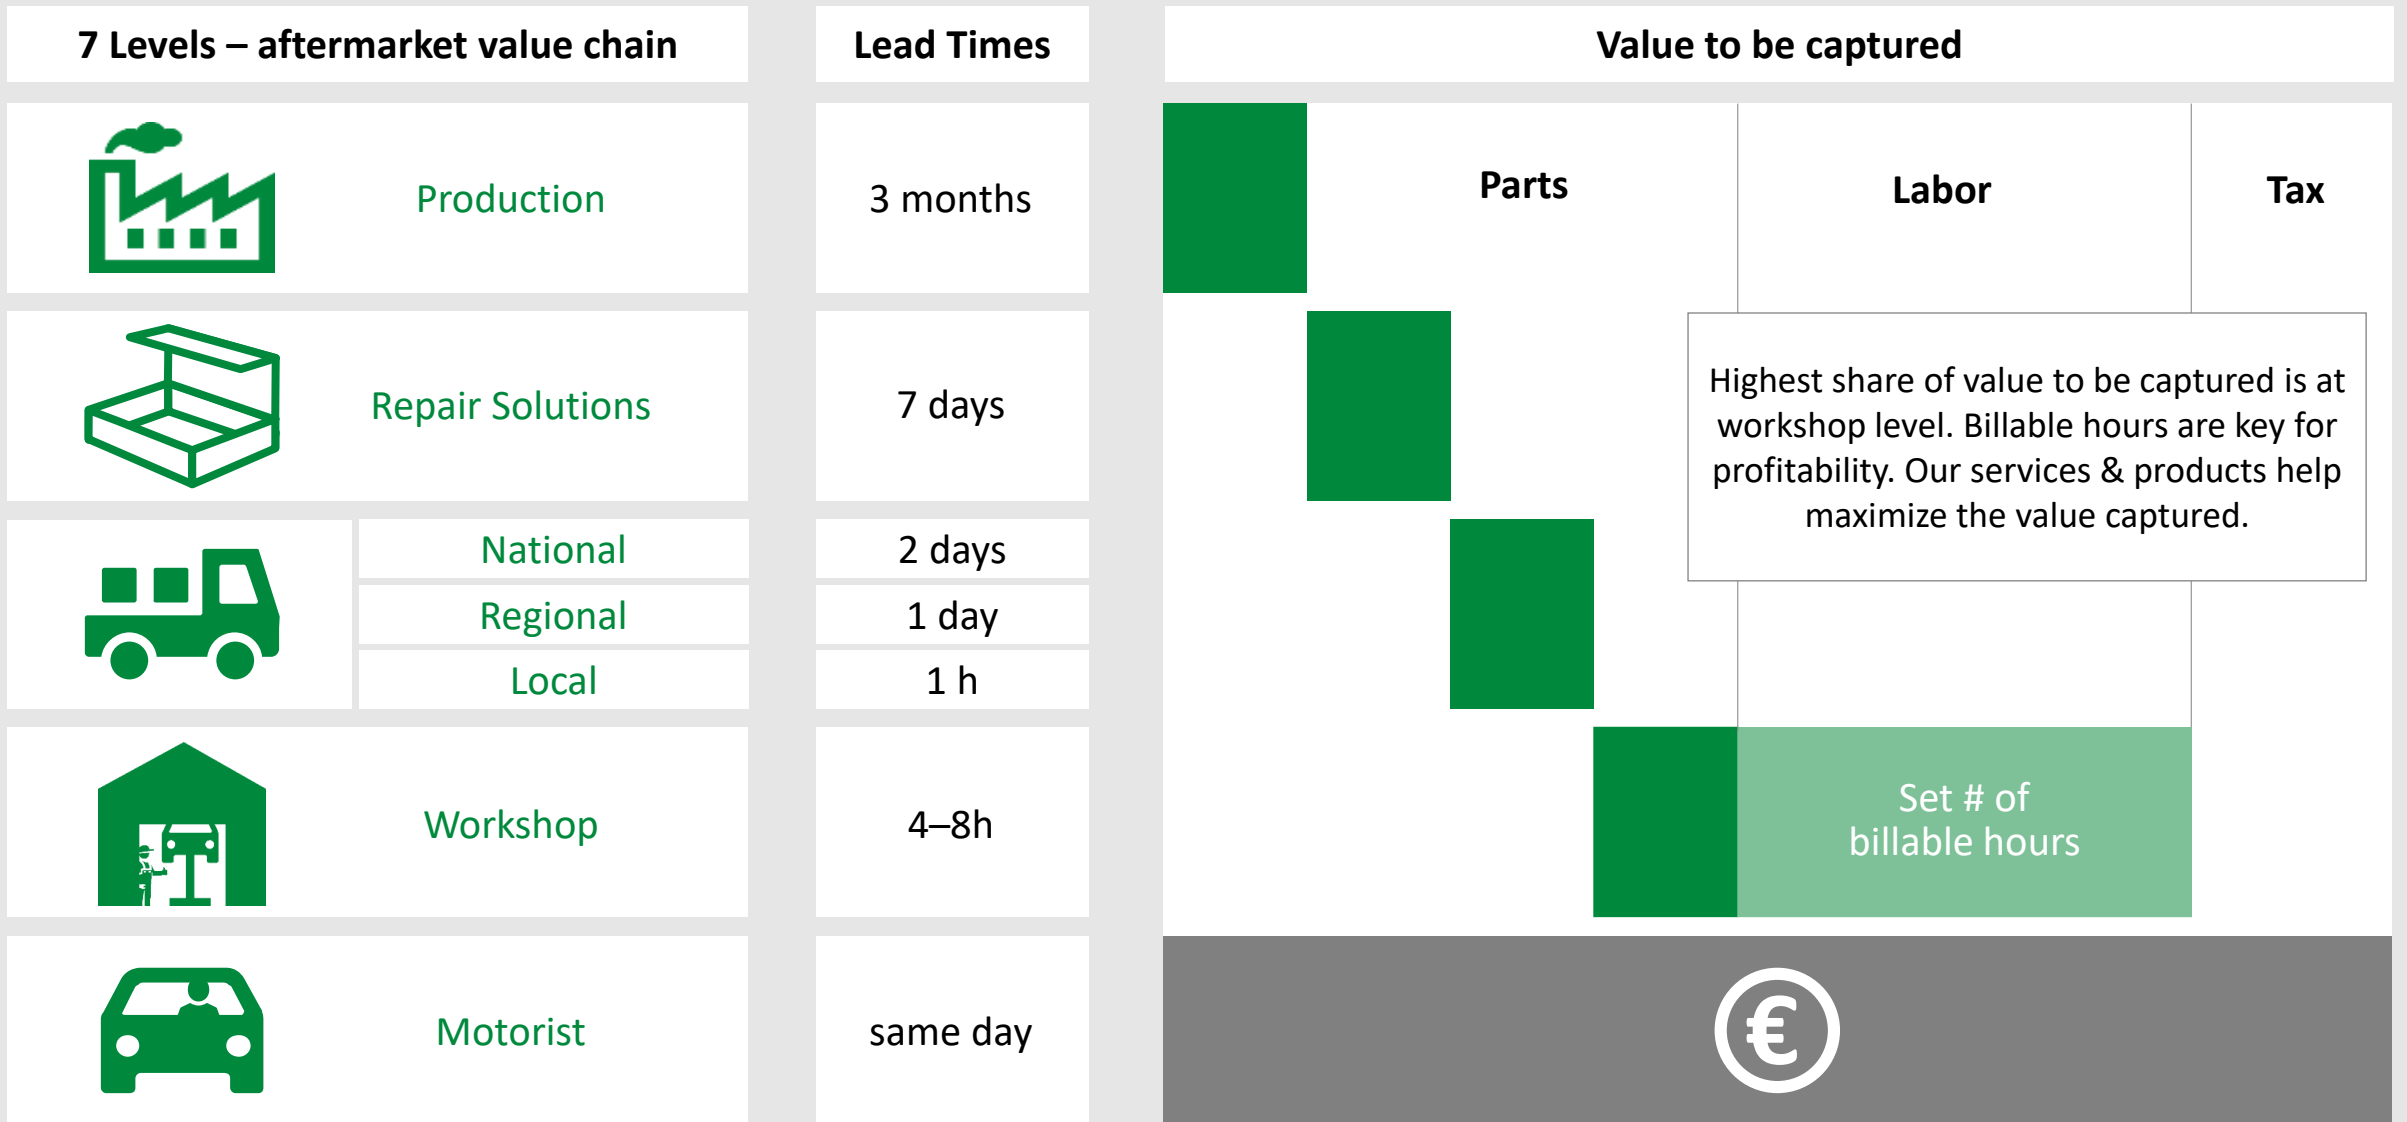 7 Levels – aftermarket value chain
Lead Times
Value to be captured
Production
3 months
Parts
Labor
Tax
Repair Solutions
7 days
Highest share of value to be captured is at
workshop level. Billable hours are key for
profitability. Our services & products help
maximize the value captured.
National
2 days
Regional
1 day
Local
1 h
Workshop
4–8h
Set # of
billable hours
Motorist
same day
€